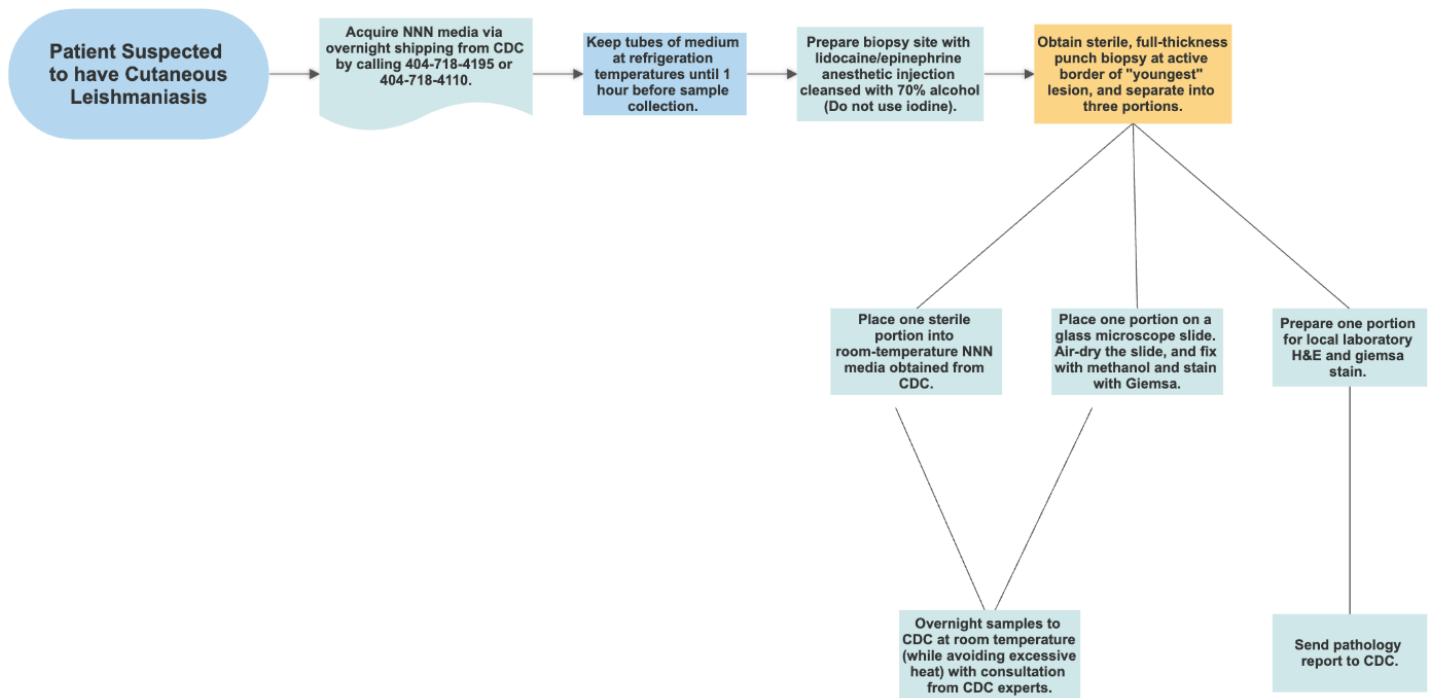 Patient Suspected
to have Cutaneous
Leishmaniasis
Acquire NNN media via
overnight shipping from CDC
by calling 404-718-4195 or
404-718-4110.
Keep tubes of medium
at refrigeration
temperatures until 1
hour before sample
collection.
Prepare biopsy site with
lidocaine/epinephrine
anesthetic injection
cleansed with 70% alcohol
(Do not use iodine).
Obtain sterile, full-thickness
punch biopsy at active
border of "youngest"
lesion, and separate into
three portions.
Place one sterile
portion into
room-temperature NNN
media obtained from
CDC.
Place one portion on a
glass microscope slide.
Air-dry the slide, and fix
with methanol and stain
with Giemsa.
Prepare one portion
for local laboratory
H&E and giemsa
stain.
Overnight samples to
CDC at room temperature
(while avoiding excessive
heat) with consultation
from CDC experts.
Send pathology
report to CDC.